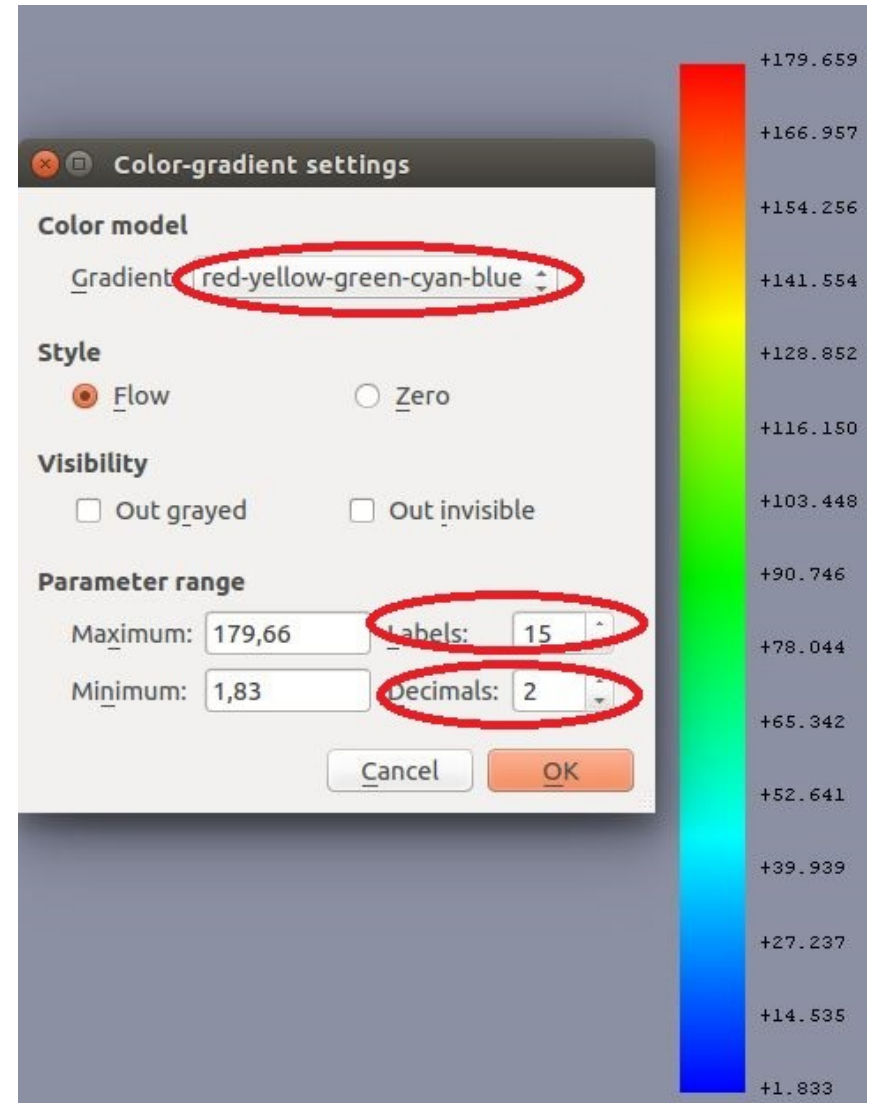 Color-gradient settings
Color model
Gradient red-yellow-green-cyan-blue
Style
Flow Zero
Visibility
Out grayed Out invisible
Parameter range
Maximum: 179,66 Labels: 15
Minimum: 1,83 Decimals: 2
Cancel OK
+179.659
+166.957
+154.256
+141.554
+128.852
+116.150
+103.448
+90.746
+78.044
+65.342
+52.641
+39.939
+27.237
+14.535
+1.833